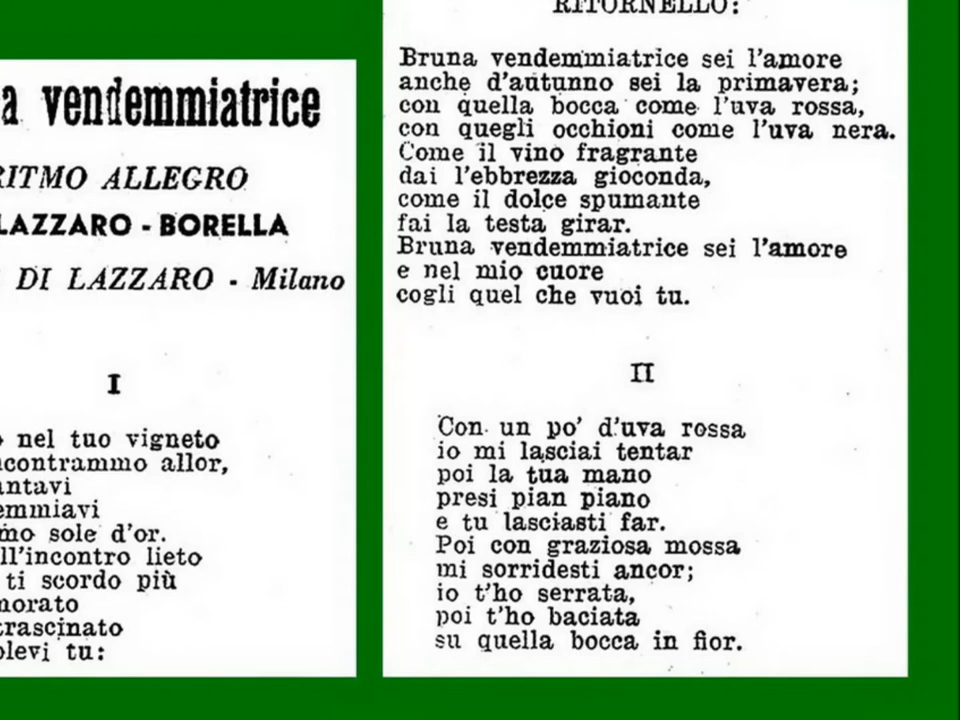 a vendemmiatrice
RITMO ALLEGRO
LAZZARO - BORELLA
DI LAZZARO - Milano
I
nel tuo vigneto
ncontrammo allor,
antavi
emmiavi
mo sole d'or.
ll'incontro lieto
ti scordo più
morato
trascinato
olevi tu:
RITORNELLO:
Bruna vendemmiatrice sei l'amore
anche d'autunno sei la primavera;
con quella bocca come l'uva rossa,
con quegli occhioni come l'uva nera.
Come il vino fragrante
dai l'ebbrezza gioconda,
come il dolce spumante
fai la testa girar.
Bruna vendemmiatrice sei l'amore
e nel mio cuore
cogli quel che vuoi tu.
II
Con un po' d'uva rossa
io mi lasciai tentar
poi la tua mano
presi pian piano
e tu lasciasti far.
Poi con graziosa mossa
mi sorridesti ancor;
io t'ho serrata,
poi t'ho baciata
su quella bocca in fior.